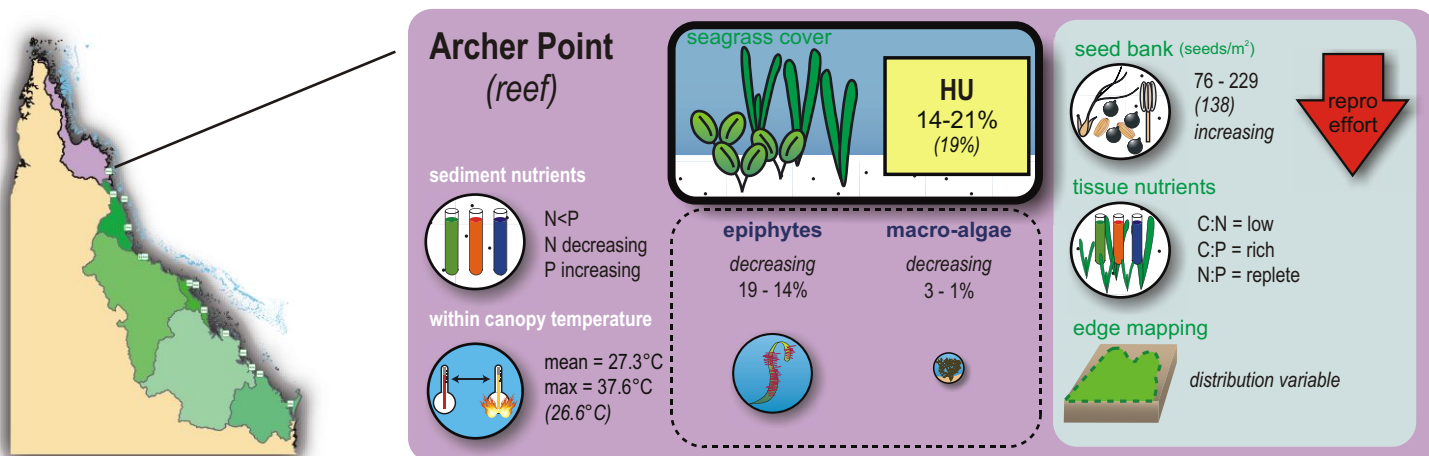 Archer Point
(reef)
sediment nutrients
N<P
N decreasing
P increasing
within canopy temperature
mean = 27.3°C
max = 37.6°C
(26.6°C)
seagrass cover
HU
14-21%
(19%)
epiphytes
decreasing
19 - 14%
macro-algae
decreasing
3 - 1%
seed bank (seeds/m²)
76 - 229
(138)
increasing
repro
effort
tissue nutrients
C:N = low
C:P = rich
N:P = replete
edge mapping
distribution variable